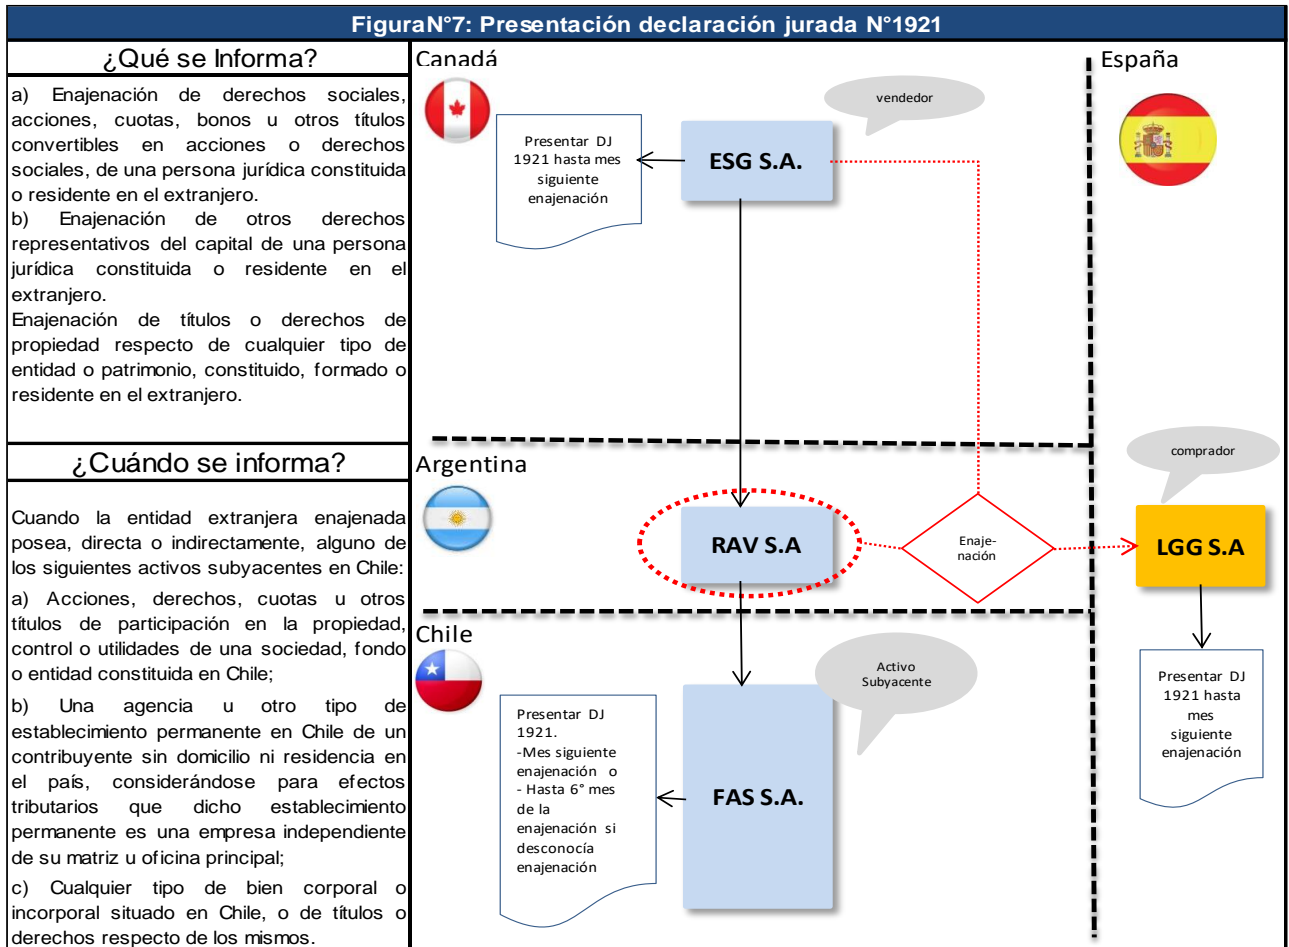 FiguraN°7: Presentación declaración jurada N°1921
¿Qué se Informa?
a) Enajenación de derechos sociales,
acciones, cuotas, bonos u otros títulos
convertibles en acciones o derechos
sociales, de una persona jurídica constituida
o residente en el extranjero.
b) Enajenación de otros derechos
representativos del capital de una persona
jurídica constituida o residente en el
extranjero.
Enajenación de títulos o derechos de
propiedad respecto de cualquier tipo de
entidad o patrimonio, constituido, formado o
residente en el extranjero.
¿Cuándo se informa?
Cuando la entidad extranjera enajenada
posea, directa o indirectamente, alguno de
los siguientes activos subyacentes en Chile:
a) Acciones, derechos, cuotas u otros
títulos de participación en la propiedad,
control o utilidades de una sociedad, fondo
o entidad constituida en Chile;
b) Una agencia u otro tipo de
establecimiento permanente en Chile de un
contribuyente sin domicilio ni residencia en
el país, considerándose para efectos
tributarios que dicho establecimiento
permanente es una empresa independiente
de su matriz u oficina principal;
c) Cualquier tipo de bien corporal o
incorporal situado en Chile, o de títulos o
derechos respecto de los mismos.
Canadá
vendedor
Presentar DJ
1921 hasta mes
siguiente
enajenación
ESG S.A.
España
Argentina
RAV S.A
Enaje-
nación
comprador
LGG S.A
Presentar DJ
1921 hasta
mes
siguiente
enajenación
Chile
Activo
Subyacente
Presentar DJ
1921.
-Mes siguiente
enajenación o
- Hasta 6° mes
de la
enajenación si
desconocía
enajenación
FAS S.A.